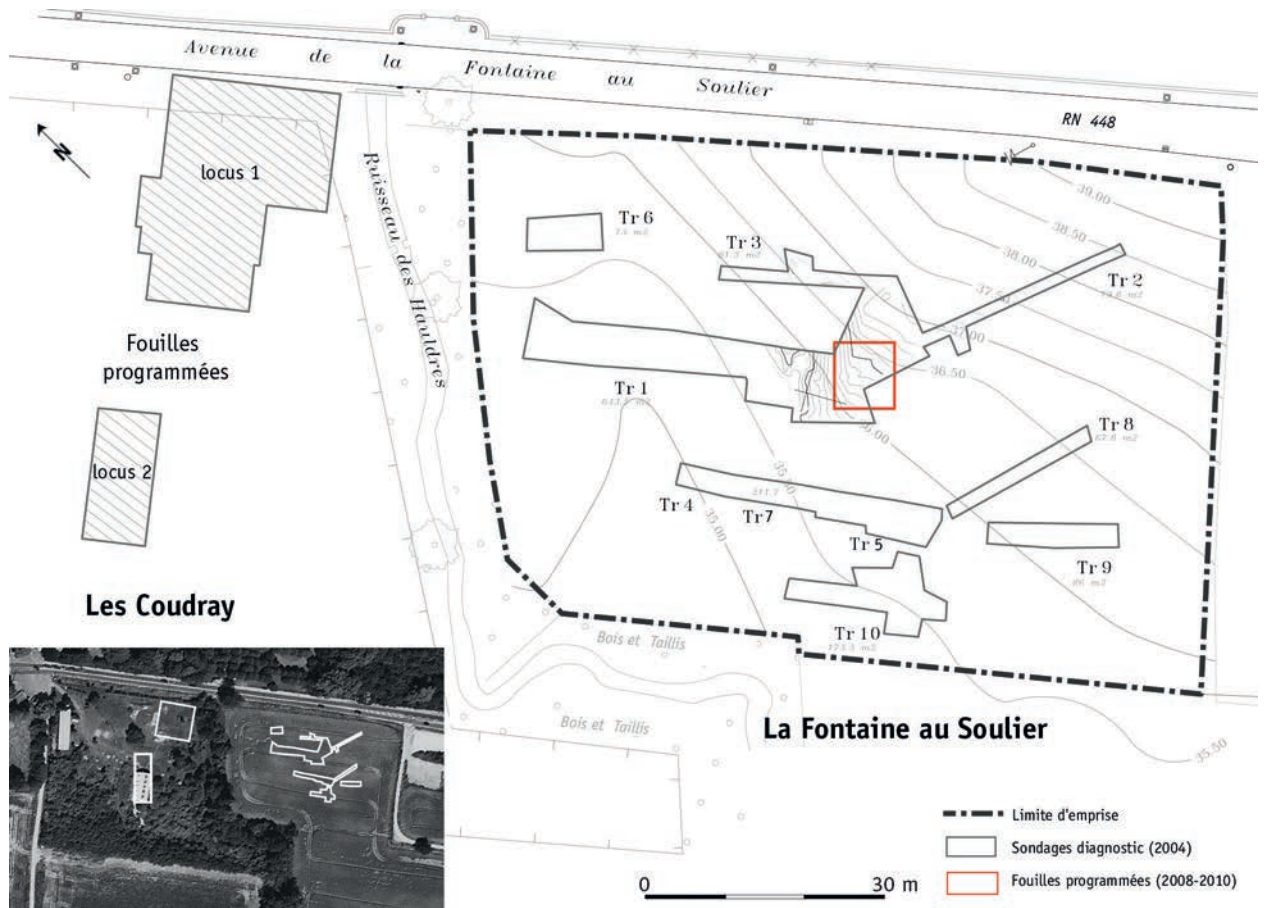 Avenue de la Fontaine au Soulier
RN 448
N
locus 1
Ruisseau des Hauldres
39.00
38.50
38.00
37.50
37.00
36.50
36.00
35.50
35.00
Tr 6
Tr 3
Tr 2
Tr 1
Tr 8
Tr 4
Tr 7
Tr 5
Tr 9
86 m2
Tr 10
Fouilles
programmées
locus 2
Les Coudray
Bois et Taillis
Bois et Taillis
La Fontaine au Soulier
35.50
Limite d'emprise
Sondages diagnostic (2004)
Fouilles programmées (2008-2010)
0 30 m